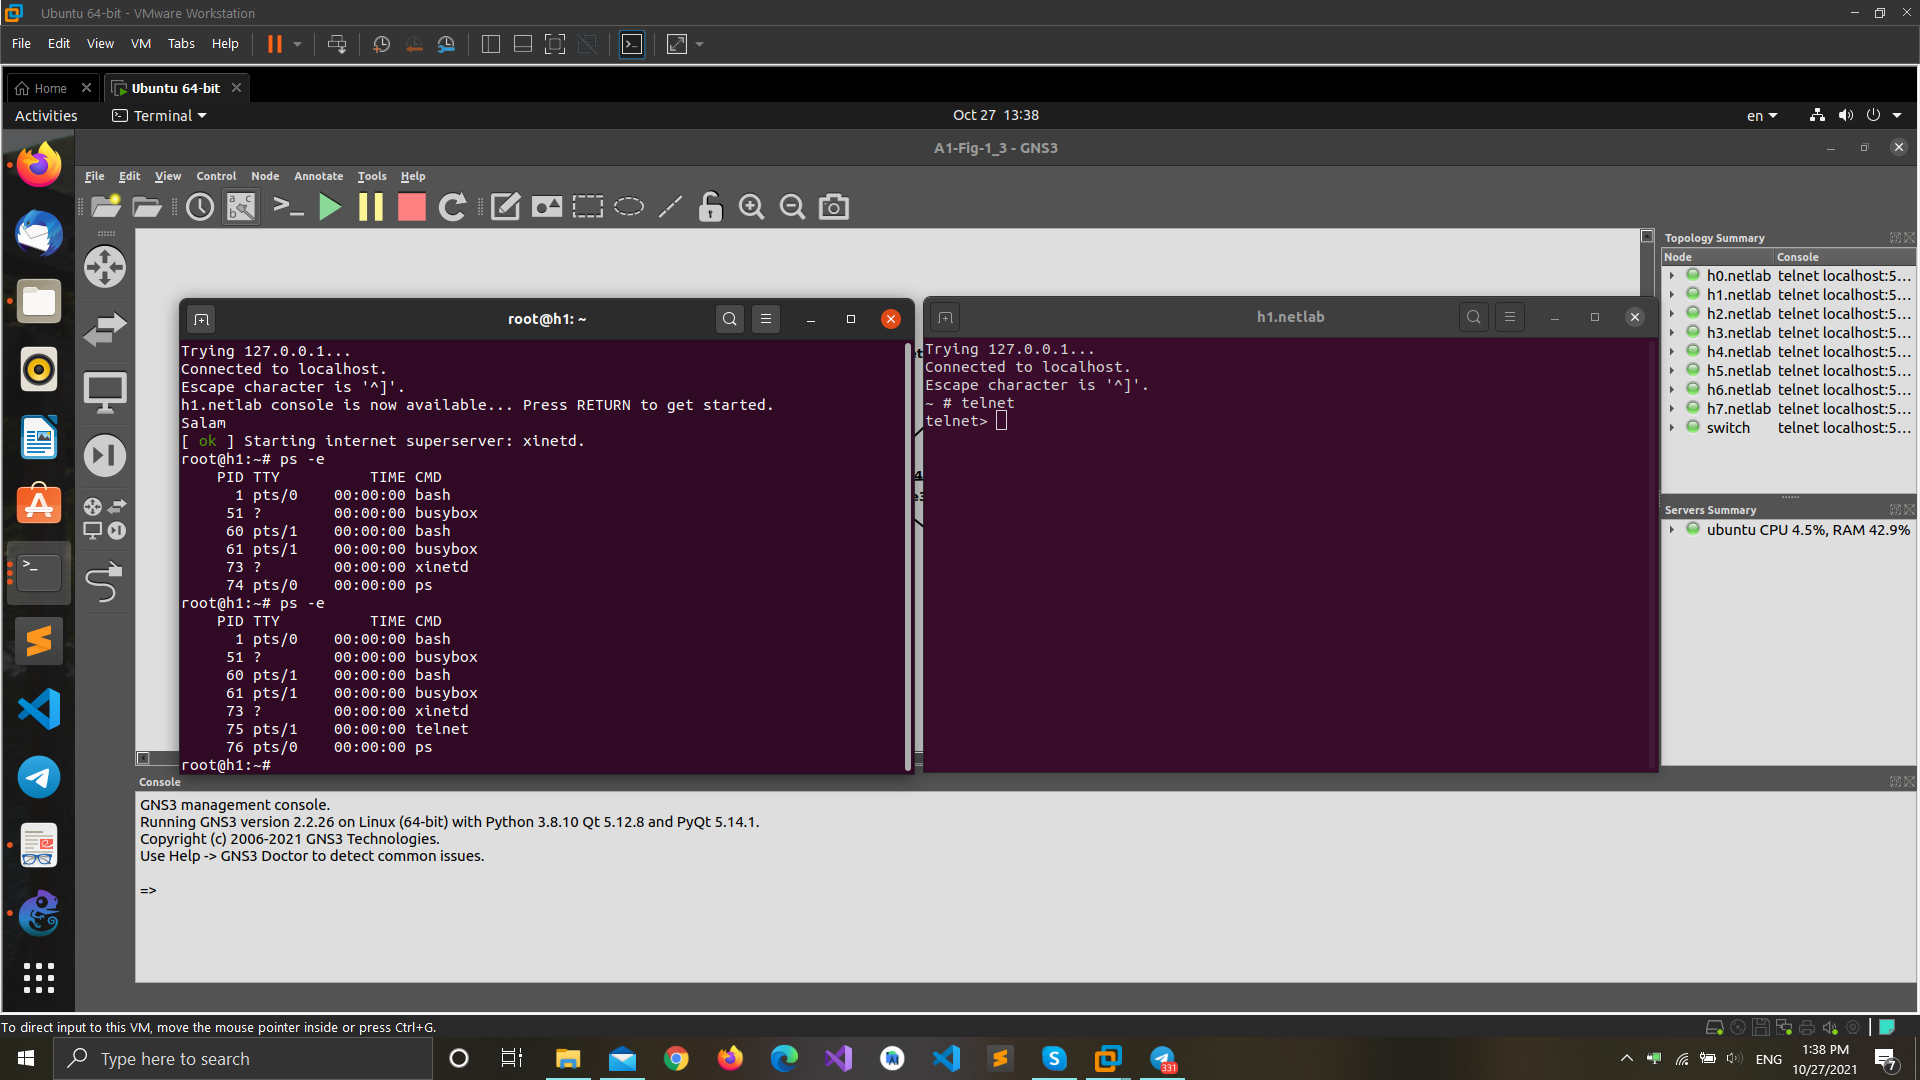 Ubuntu 64-bit - VMware Workstation
File Edit View VM Tabs Help
Home Ubuntu 64-bit
Activities Terminal Oct 27 13:38 en
A1-Fig-1_3 - GNS3
File Edit View Control Node Annotate Tools Help
Topology Summary
Node Console
h0.netlab telnet localhost:5...
h1.netlab telnet localhost:5...
h2.netlab telnet localhost:5...
h3.netlab telnet localhost:5...
h4.netlab telnet localhost:5...
h5.netlab telnet localhost:5...
h6.netlab telnet localhost:5...
h7.netlab telnet localhost:5...
switch telnet localhost:5...
Servers Summary
ubuntu CPU 4.5%, RAM 42.9%
root@h1: ~
Trying 127.0.0.1...
Connected to localhost.
Escape character is '^]'.
h1.netlab console is now available... Press RETURN to get started.
Salam
[ ok ] Starting internet superserver: xinetd.
root@h1:~# ps -e
PID TTY TIME CMD
1 pts/0 00:00:00 bash
51 ? 00:00:00 busybox
60 pts/1 00:00:00 bash
61 pts/1 00:00:00 busybox
73 ? 00:00:00 xinetd
74 pts/0 00:00:00 ps
root@h1:~# ps -e
PID TTY TIME CMD
1 pts/0 00:00:00 bash
51 ? 00:00:00 busybox
60 pts/1 00:00:00 bash
61 pts/1 00:00:00 busybox
73 ? 00:00:00 xinetd
75 pts/1 00:00:00 telnet
76 pts/0 00:00:00 ps
root@h1:~#
h1.netlab
Trying 127.0.0.1...
Connected to localhost.
Escape character is '^]'.
~ # telnet
telnet>
Console
GNS3 management console.
Running GNS3 version 2.2.26 on Linux (64-bit) with Python 3.8.10 Qt 5.12.8 and PyQt 5.14.1.
Copyright (c) 2006-2021 GNS3 Technologies.
Use Help -> GNS3 Doctor to detect common issues.
=>
To direct input to this VM, move the mouse pointer inside or press Ctrl+G.
Type here to search
331
ENG
1:38 PM
10/27/2021
7